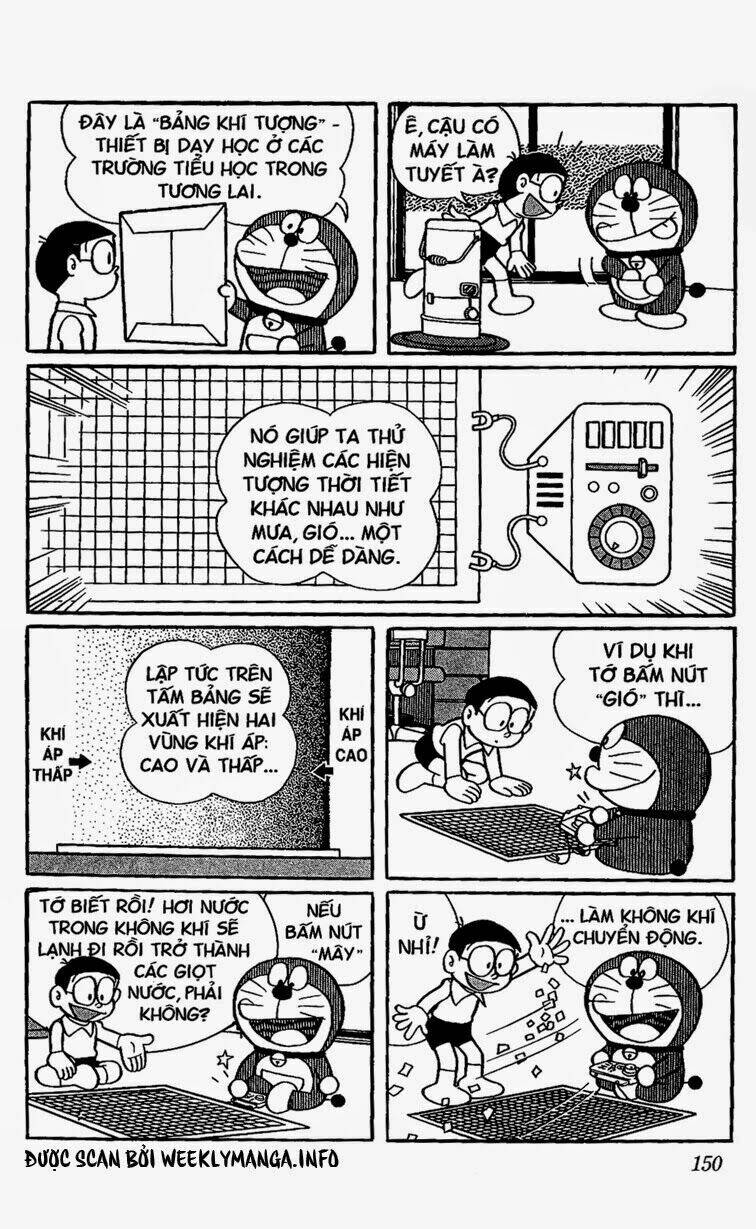 Ê, CẬU CÓ
MÁY LÀM
TUYẾT À?
ĐÂY LÀ "BẢNG KHÍ TƯỢNG" -
THIẾT BỊ DẠY HỌC Ở CÁC
TRƯỜNG TIỂU HỌC TRONG
TƯƠNG LAI.
NÓ GIÚP TA THỬ
NGHIỆM CÁC HIỆN
TƯỢNG THỜI TIẾT
KHÁC NHAU NHƯ
MƯA, GIÓ... MỘT
CÁCH DỄ DÀNG.
VÍ DỤ KHI
TỚ BẤM NÚT
"GIÓ" THÌ...
LẬP TỨC TRÊN
TẤM BẢNG SẼ
XUẤT HIỆN HAI
VÙNG KHÍ ÁP:
CAO VÀ THẤP...
KHÍ
ÁP
CAO
KHÍ
ÁP
THẤP
... LÀM KHÔNG KHÍ
CHUYỂN ĐỘNG.
Ừ
NHỈ!
NẾU
BẤM NÚT
"MÂY"
TỚ BIẾT RỒI! HƠI NƯỚC
TRONG KHÔNG KHÍ SẼ
LẠNH ĐI RỒI TRỞ THÀNH
CÁC GIỌT
NƯỚC, PHẢI
KHÔNG?
ĐƯỢC SCAN BỞI WEEKLYMANGA.INFO
150